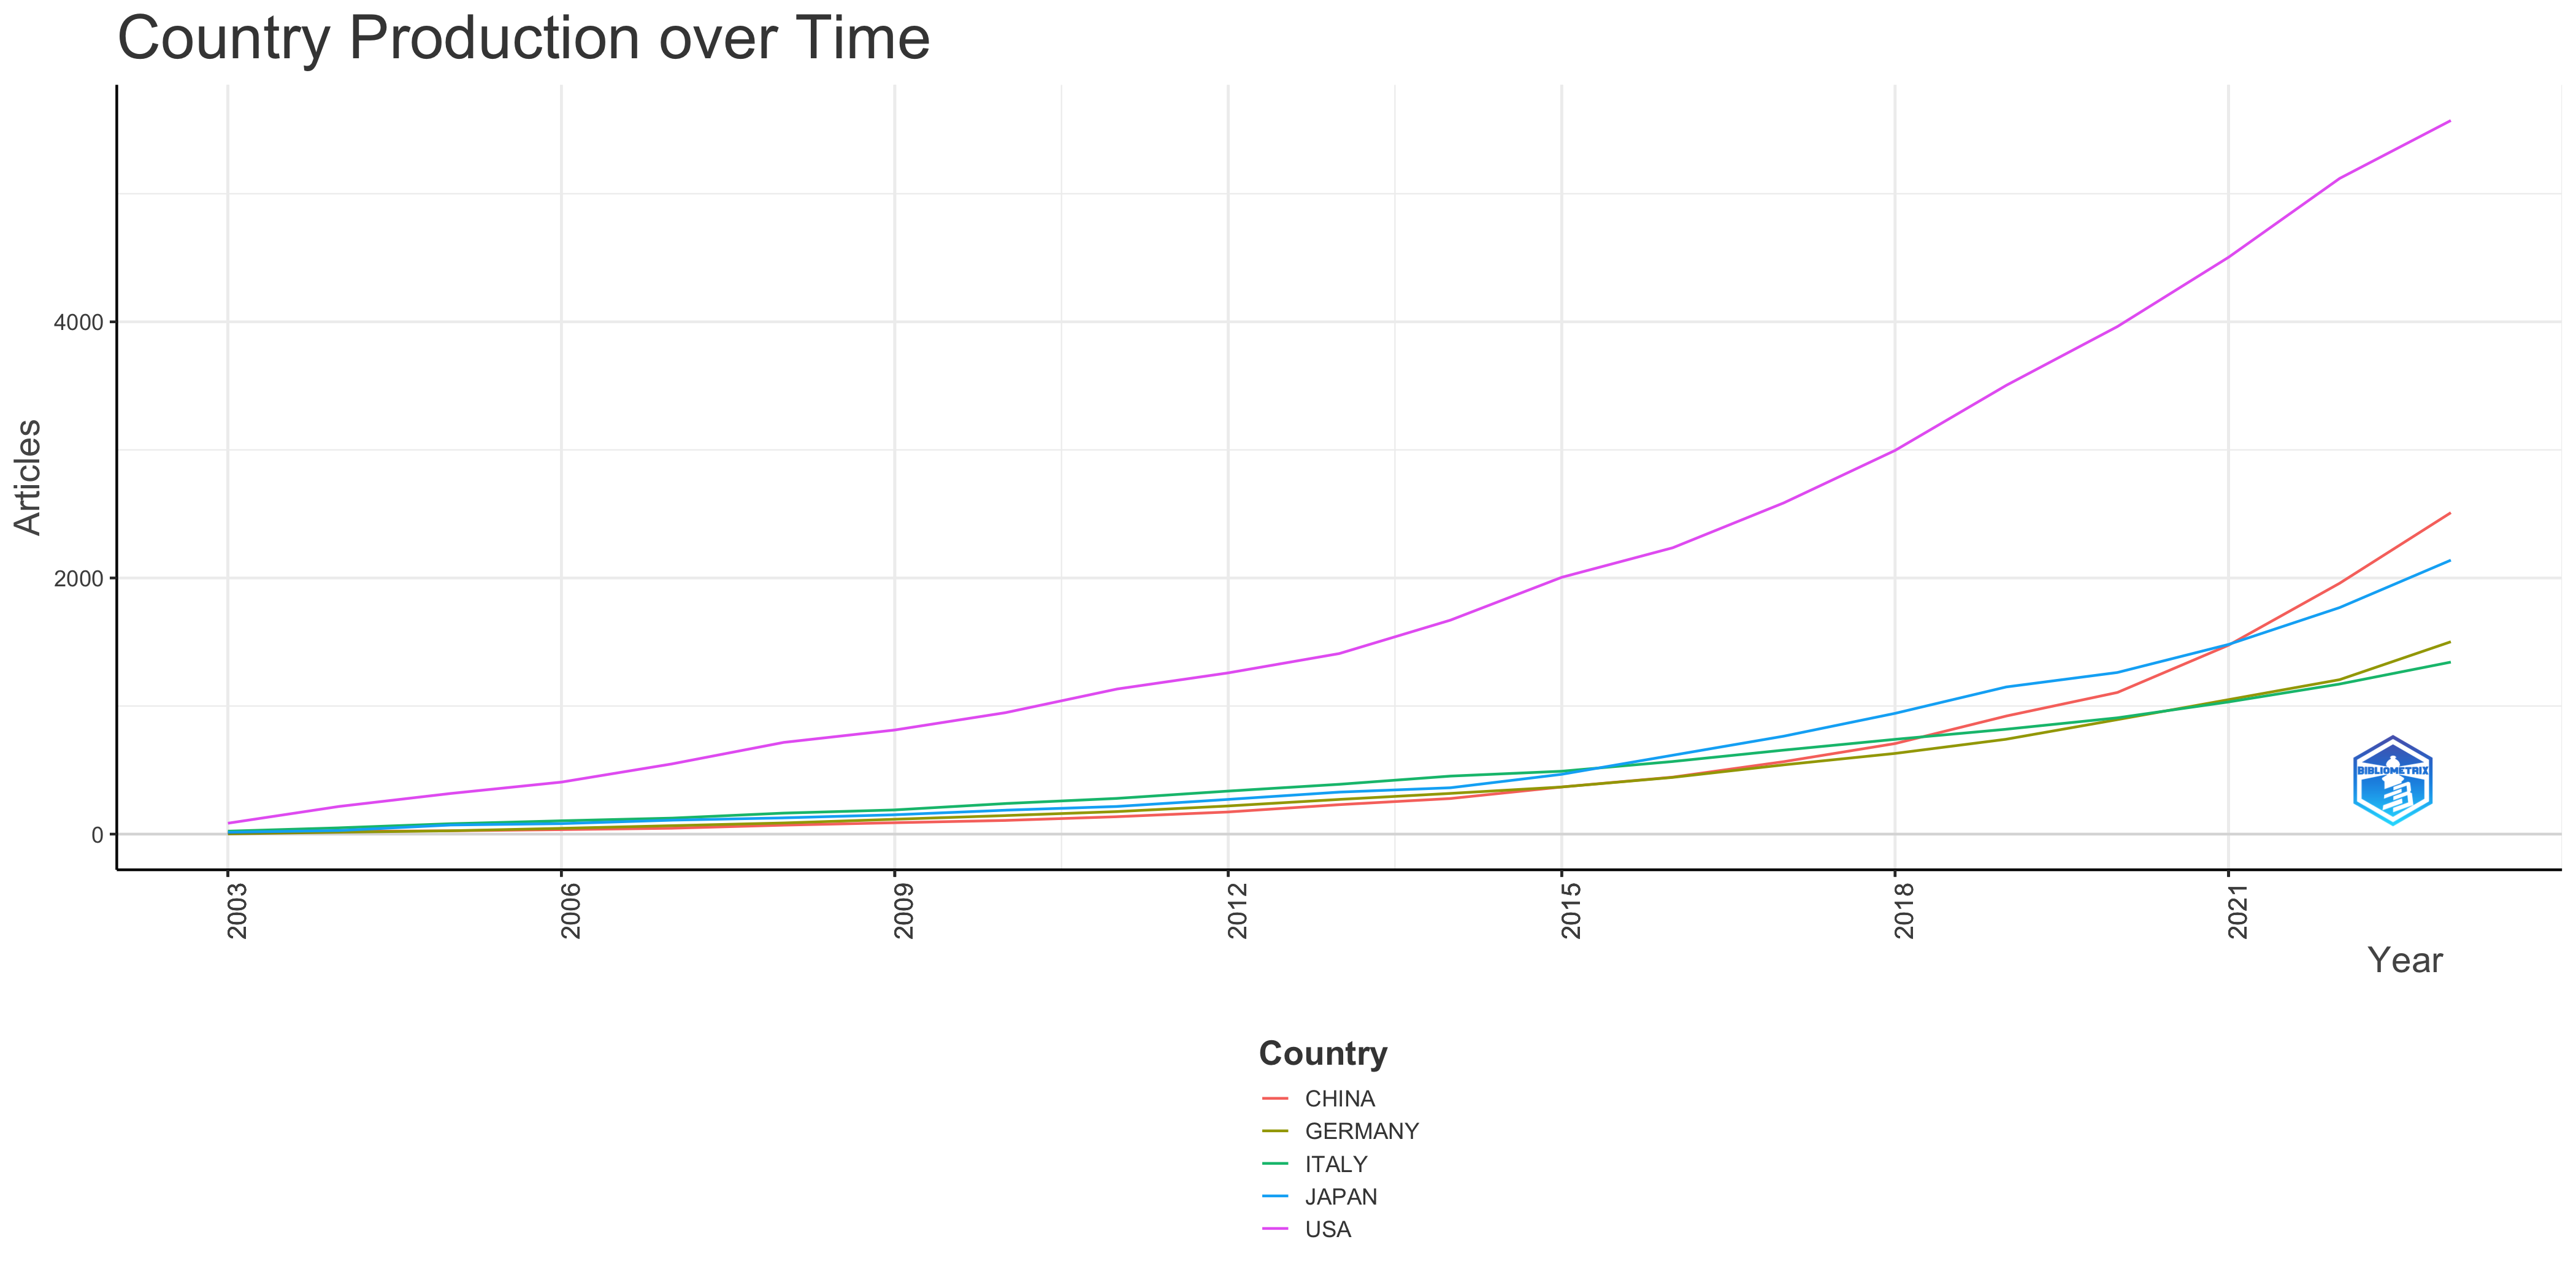 Country Production over Time
Articles
4000
2000
0
BIBLIOMETRIX
2003 2006 2009 2012 2015 2018 2021
Year
Country
CHINA
GERMANY
ITALY
JAPAN
USA